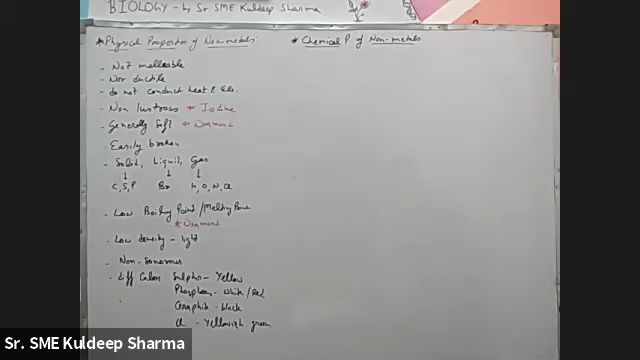 BIOLOGY - by Sr SME Kuldeep Sharma
* Physical Properties of Non-metals:
- Not malleable
- Nor ductile
- do not conduct heat & Ele.
- Non lustrous * Iodine
- Generally Soft * Diamond
- Easily broken
- Solid, Liquid, Gas
↓ ↓ ↓
C, S, P Br H, O, N, Cl
- Low Boiling Point / Melting Point
* Diamond
- Low density - light
- Non-Sonorous
- diff Colors Sulphur - Yellow
Phosphorus - White/Red
Graphite - black
Cl - Yellowish green
* Chemical P. of Non-metals
Sr. SME Kuldeep Sharma